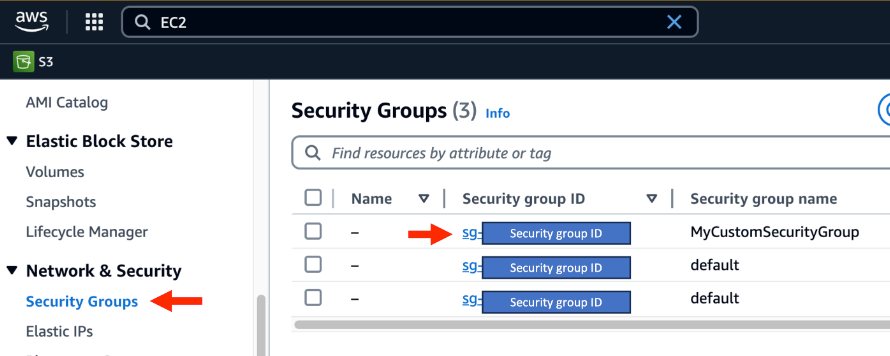 aws
EC2
S3
AMI Catalog
Elastic Block Store
Volumes
Snapshots
Lifecycle Manager
Network & Security
Security Groups
Elastic IPs
Security Groups (3) Info
Find resources by attribute or tag
Name Security group ID Security group name
– sg- Security group ID MyCustomSecurityGroup
– sg- Security group ID default
– sg- Security group ID default